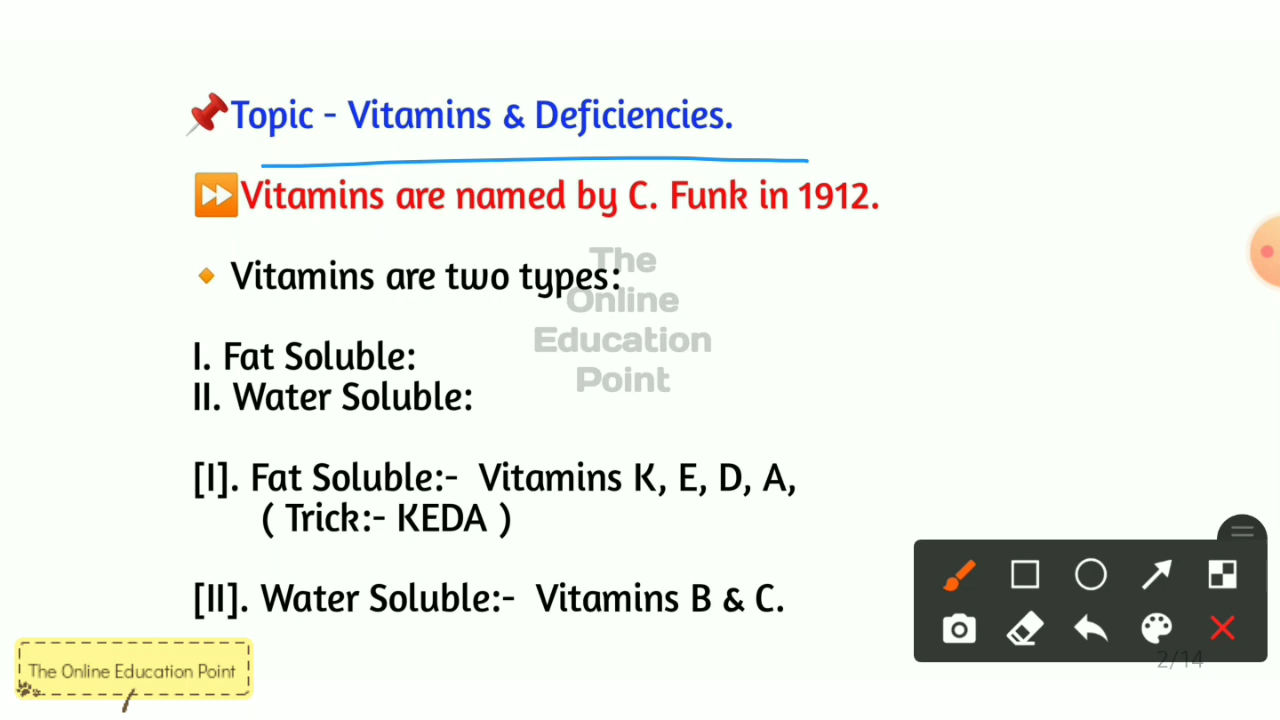 📌Topic - Vitamins & Deficiencies.
⏩Vitamins are named by C. Funk in 1912.
🔸 Vitamins are two types:
I. Fat Soluble:
II. Water Soluble:
[I]. Fat Soluble:- Vitamins K, E, D, A,
( Trick:- KEDA )
[II]. Water Soluble:- Vitamins B & C.
The
Online
Education
Point
The Online Education Point
2/14